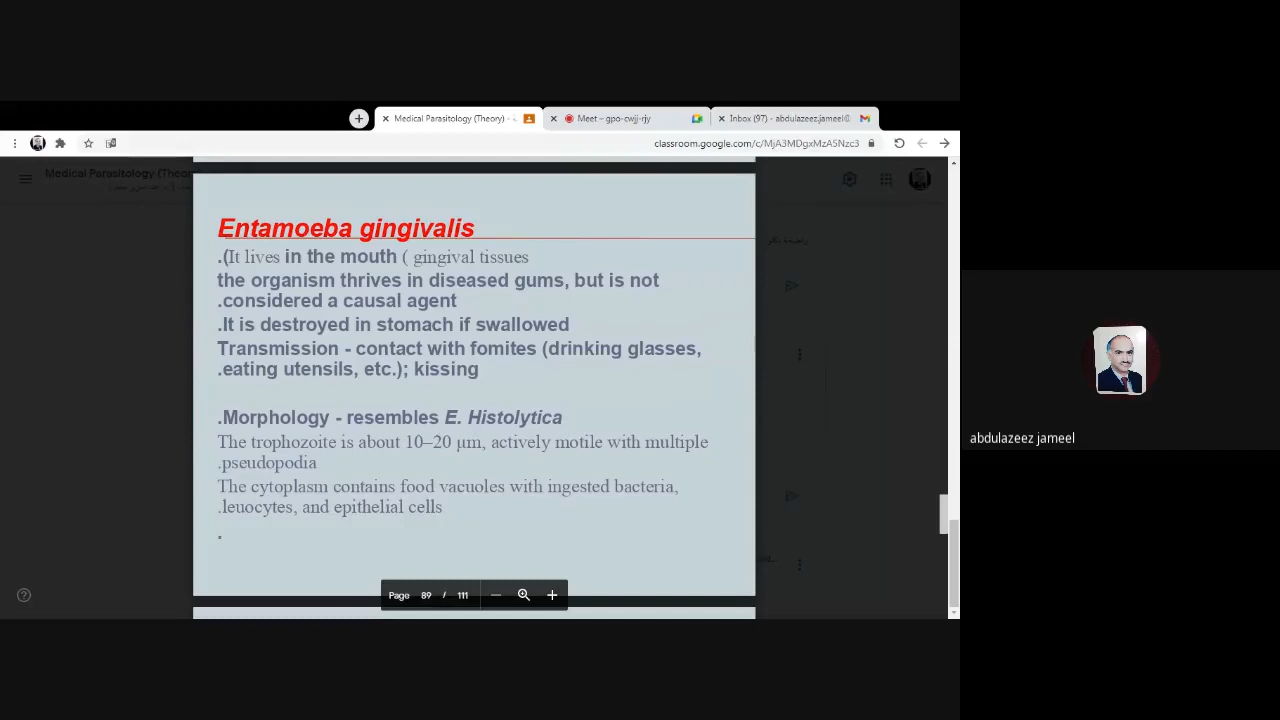 Medical Parasitology (Theory) -
Meet – gpo-cwjj-rjy
Inbox (97) - abdulazeez.jameel@
classroom.google.com/c/MjA3MDgxMzA5Nzc3
Medical Parasitology (Theory
Entamoeba gingivalis
.(It lives in the mouth ( gingival tissues
the organism thrives in diseased gums, but is not
.considered a causal agent
.It is destroyed in stomach if swallowed
Transmission - contact with fomites (drinking glasses,
.eating utensils, etc.); kissing
.Morphology - resembles E. Histolytica
The trophozoite is about 10–20 μm, actively motile with multiple
.pseudopodia
The cytoplasm contains food vacuoles with ingested bacteria,
.leuocytes, and epithelial cells
.
Page 89 / 111
abdulazeez jameel